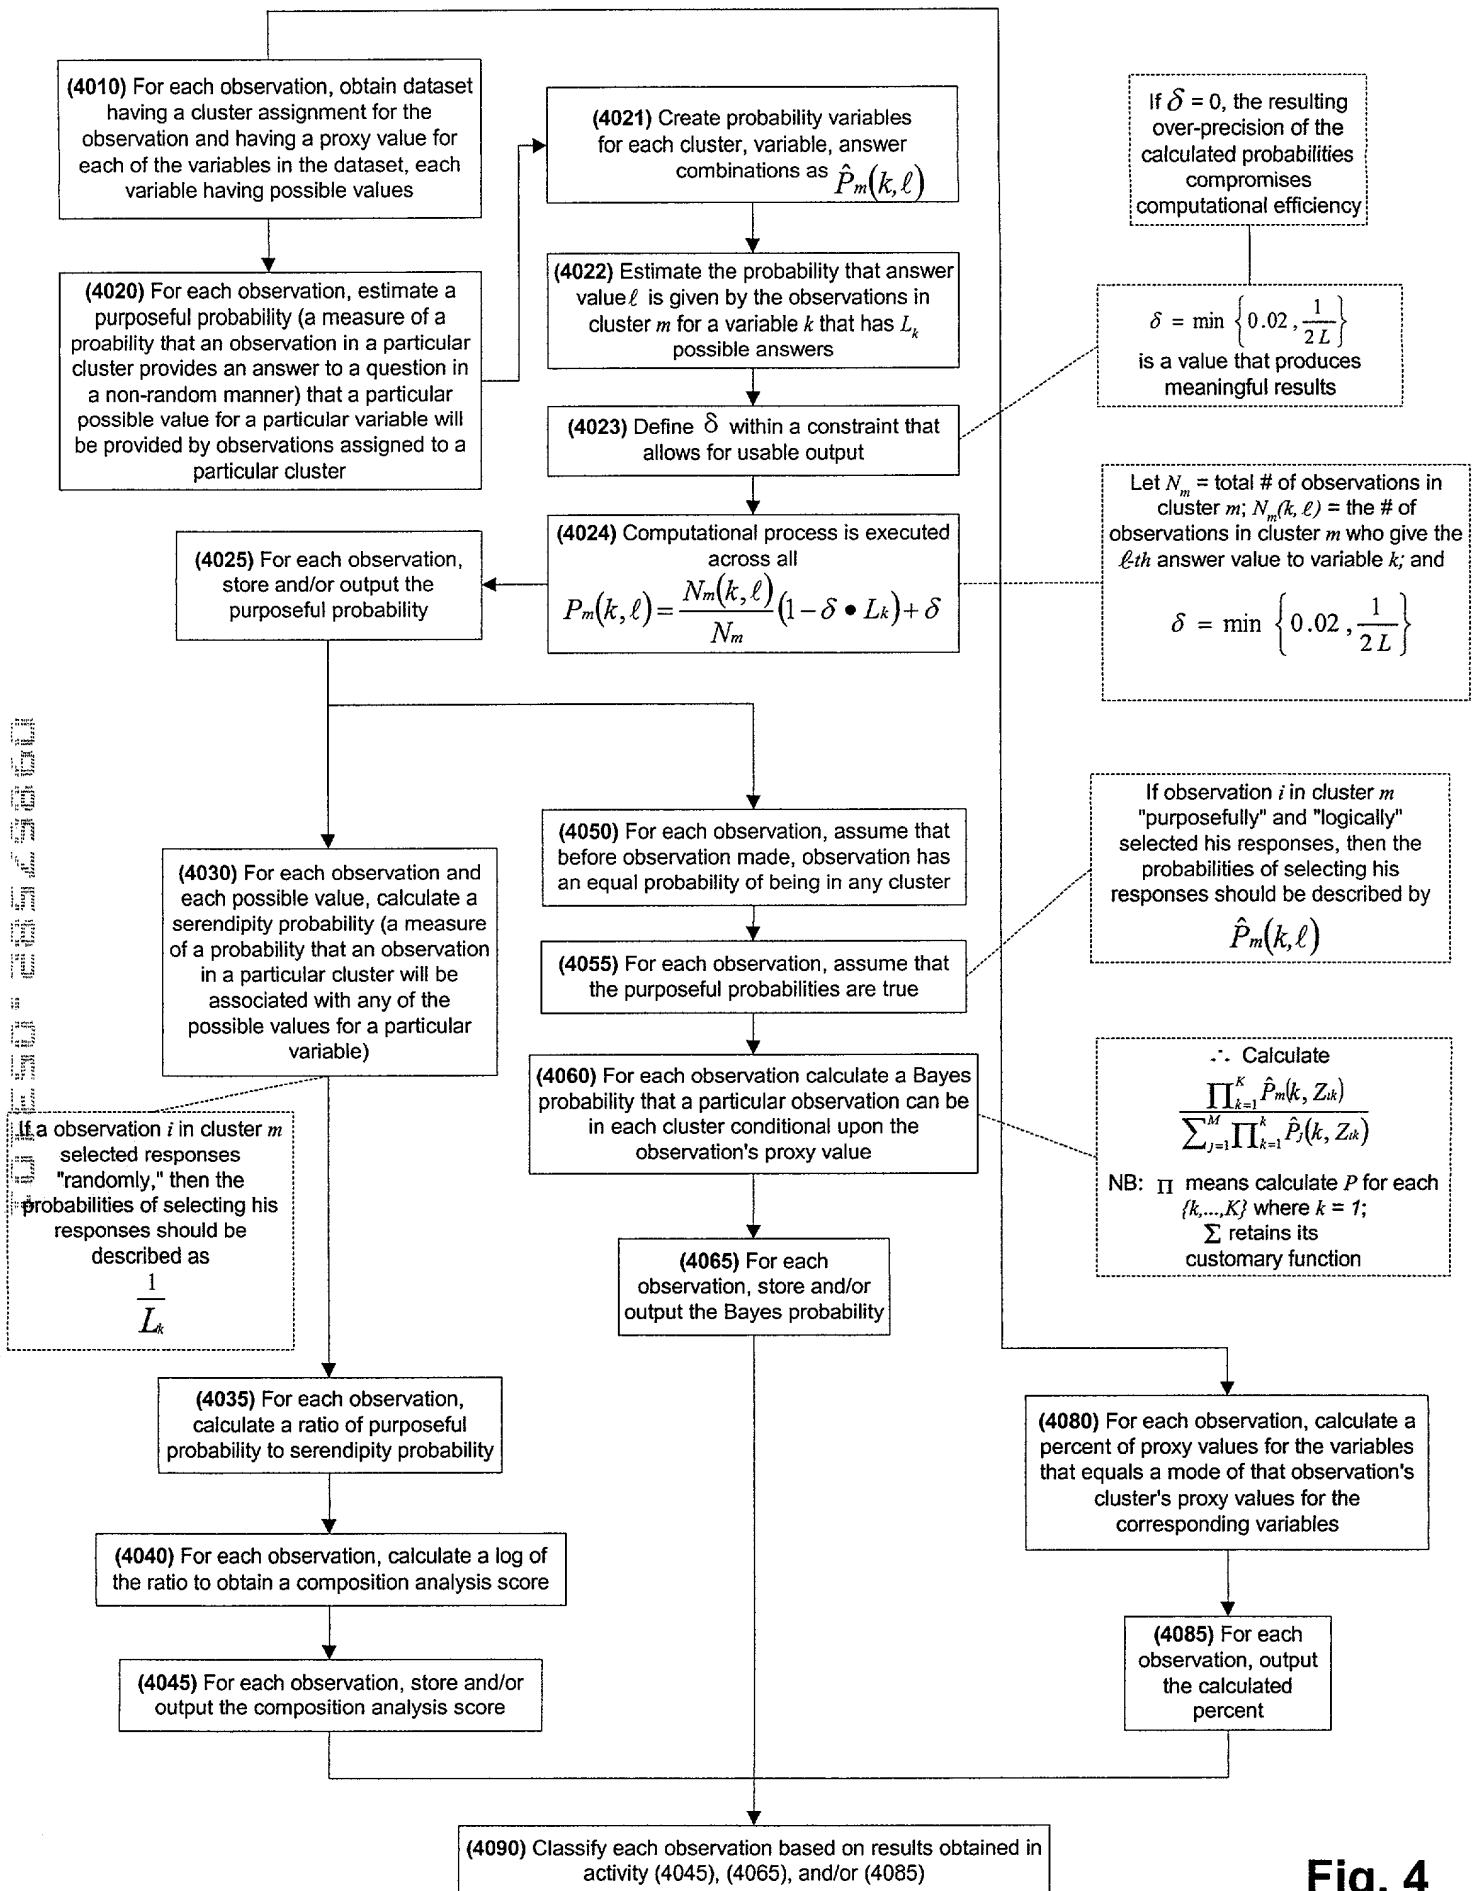 (4010) For each observation, obtain dataset
having a cluster assignment for the
observation and having a proxy value for
each of the variables in the dataset, each
variable having possible values
(4020) For each observation, estimate a
purposeful probability (a measure of a
proability that an observation in a particular
cluster provides an answer to a question in
a non-random manner) that a particular
possible value for a particular variable will
be provided by observations assigned to a
particular cluster
(4021) Create probability variables
for each cluster, variable, answer
combinations as P̂m(k,ℓ)
(4022) Estimate the probability that answer
value ℓ is given by the observations in
cluster m for a variable k that has Lk
possible answers
(4023) Define δ within a constraint that
allows for usable output
(4024) Computational process is executed
across all
Pm(k,ℓ) = Nm(k,ℓ)/Nm (1 − δ • Lk) + δ
If δ = 0, the resulting
over-precision of the
calculated probabilities
compromises
computational efficiency
δ = min {0.02 , 1/2L}
is a value that produces
meaningful results
Let Nm = total # of observations in
cluster m; Nm(k, ℓ) = the # of
observations in cluster m who give the
ℓ-th answer value to variable k; and
δ = min {0.02 , 1/2L}
(4025) For each observation,
store and/or output the
purposeful probability
(4030) For each observation and
each possible value, calculate a
serendipity probability (a measure
of a probability that an observation
in a particular cluster will be
associated with any of the
possible values for a particular
variable)
If a observation i in cluster m
selected responses
"randomly," then the
probabilities of selecting his
responses should be
described as
1/Lk
(4035) For each observation,
calculate a ratio of purposeful
probability to serendipity probability
(4040) For each observation, calculate a log of
the ratio to obtain a composition analysis score
(4045) For each observation, store and/or
output the composition analysis score
(4050) For each observation, assume that
before observation made, observation has
an equal probability of being in any cluster
(4055) For each observation, assume that
the purposeful probabilities are true
(4060) For each observation calculate a Bayes
probability that a particular observation can be
in each cluster conditional upon the
observation's proxy value
(4065) For each
observation, store and/or
output the Bayes probability
If observation i in cluster m
"purposefully" and "logically"
selected his responses, then the
probabilities of selecting his
responses should be described by
P̂m(k,ℓ)
∴ Calculate
∏ᴷk=1 P̂m(k, Zik)
∑ᴹj=1 ∏ᵏk=1 P̂j(k, Zik)
NB: ∏ means calculate P for each
{k,...,K} where k = 1;
∑ retains its
customary function
(4080) For each observation, calculate a
percent of proxy values for the variables
that equals a mode of that observation's
cluster's proxy values for the
corresponding variables
(4085) For each
observation, output
the calculated
percent
(4090) Classify each observation based on results obtained in
activity (4045), (4065), and/or (4085)
Fig. 4